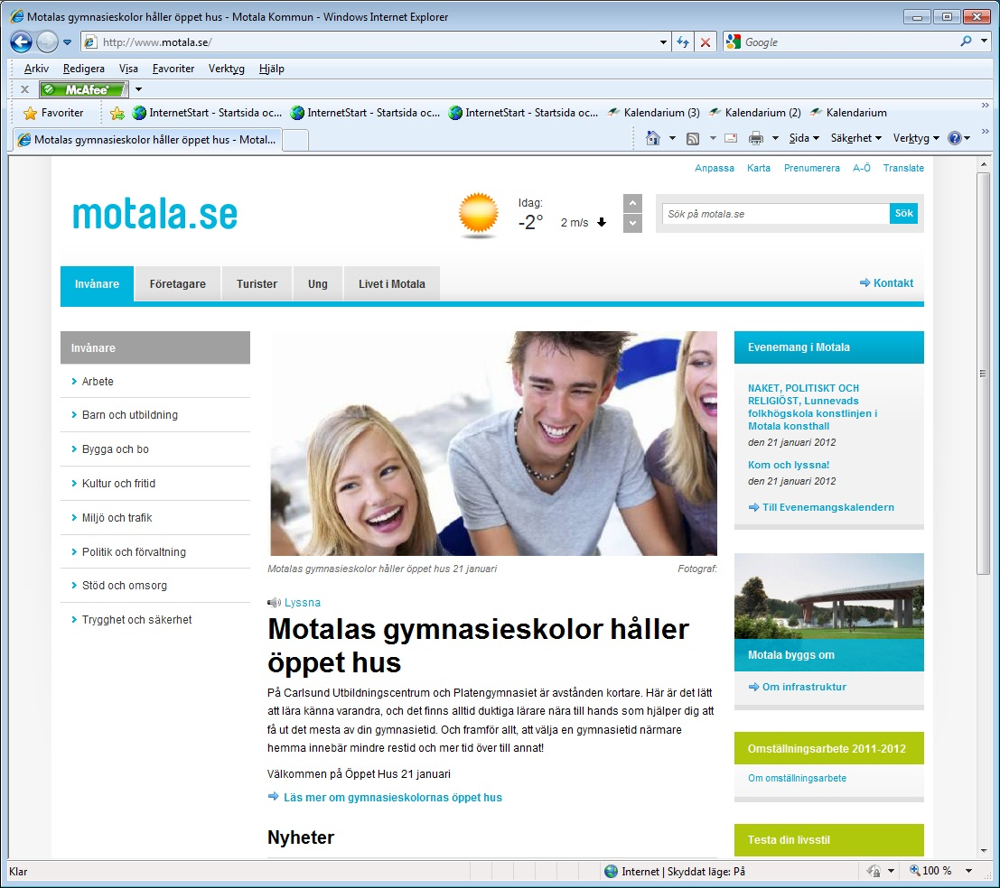 Motalas gymnasieskolor håller öppet hus - Motala Kommun - Windows Internet Explorer
http://www.motala.se/
Google
Arkiv Redigera Visa Favoriter Verktyg Hjälp
x McAfee
Favoriter InternetStart - Startsida oc... InternetStart - Startsida oc... InternetStart - Startsida oc... Kalendarium (3) Kalendarium (2) Kalendarium
Motalas gymnasieskolor håller öppet hus - Motal...
Sida Säkerhet Verktyg
Anpassa Karta Prenumerera A-Ö Translate
motala.se
Idag:
-2° 2 m/s
Sök på motala.se Sök
Invånare Företagare Turister Ung Livet i Motala Kontakt
Invånare
Arbete
Barn och utbildning
Bygga och bo
Kultur och fritid
Miljö och trafik
Politik och förvaltning
Stöd och omsorg
Trygghet och säkerhet
Motalas gymnasieskolor håller öppet hus 21 januari Fotograf:
Lyssna
Motalas gymnasieskolor håller
öppet hus
På Carlsund Utbildningscentrum och Platengymnasiet är avstånden kortare. Här är det lätt
att lära känna varandra, och det finns alltid duktiga lärare nära till hands som hjälper dig att
få ut det mesta av din gymnasietid. Och framför allt, att välja en gymnasietid närmare
hemma innebär mindre restid och mer tid över till annat!
Välkommen på Öppet Hus 21 januari
Läs mer om gymnasieskolornas öppet hus
Nyheter
Evenemang i Motala
NAKET, POLITISKT OCH
RELIGIÖST, Lunnevads
folkhögskola konstlinjen i
Motala konsthall
den 21 januari 2012
Kom och lyssna!
den 21 januari 2012
Till Evenemangskalendern
Motala byggs om
Om infrastruktur
Omställningsarbete 2011-2012
Om omställningsarbete
Testa din livsstil
Klar
Internet | Skyddat läge: På
100 %